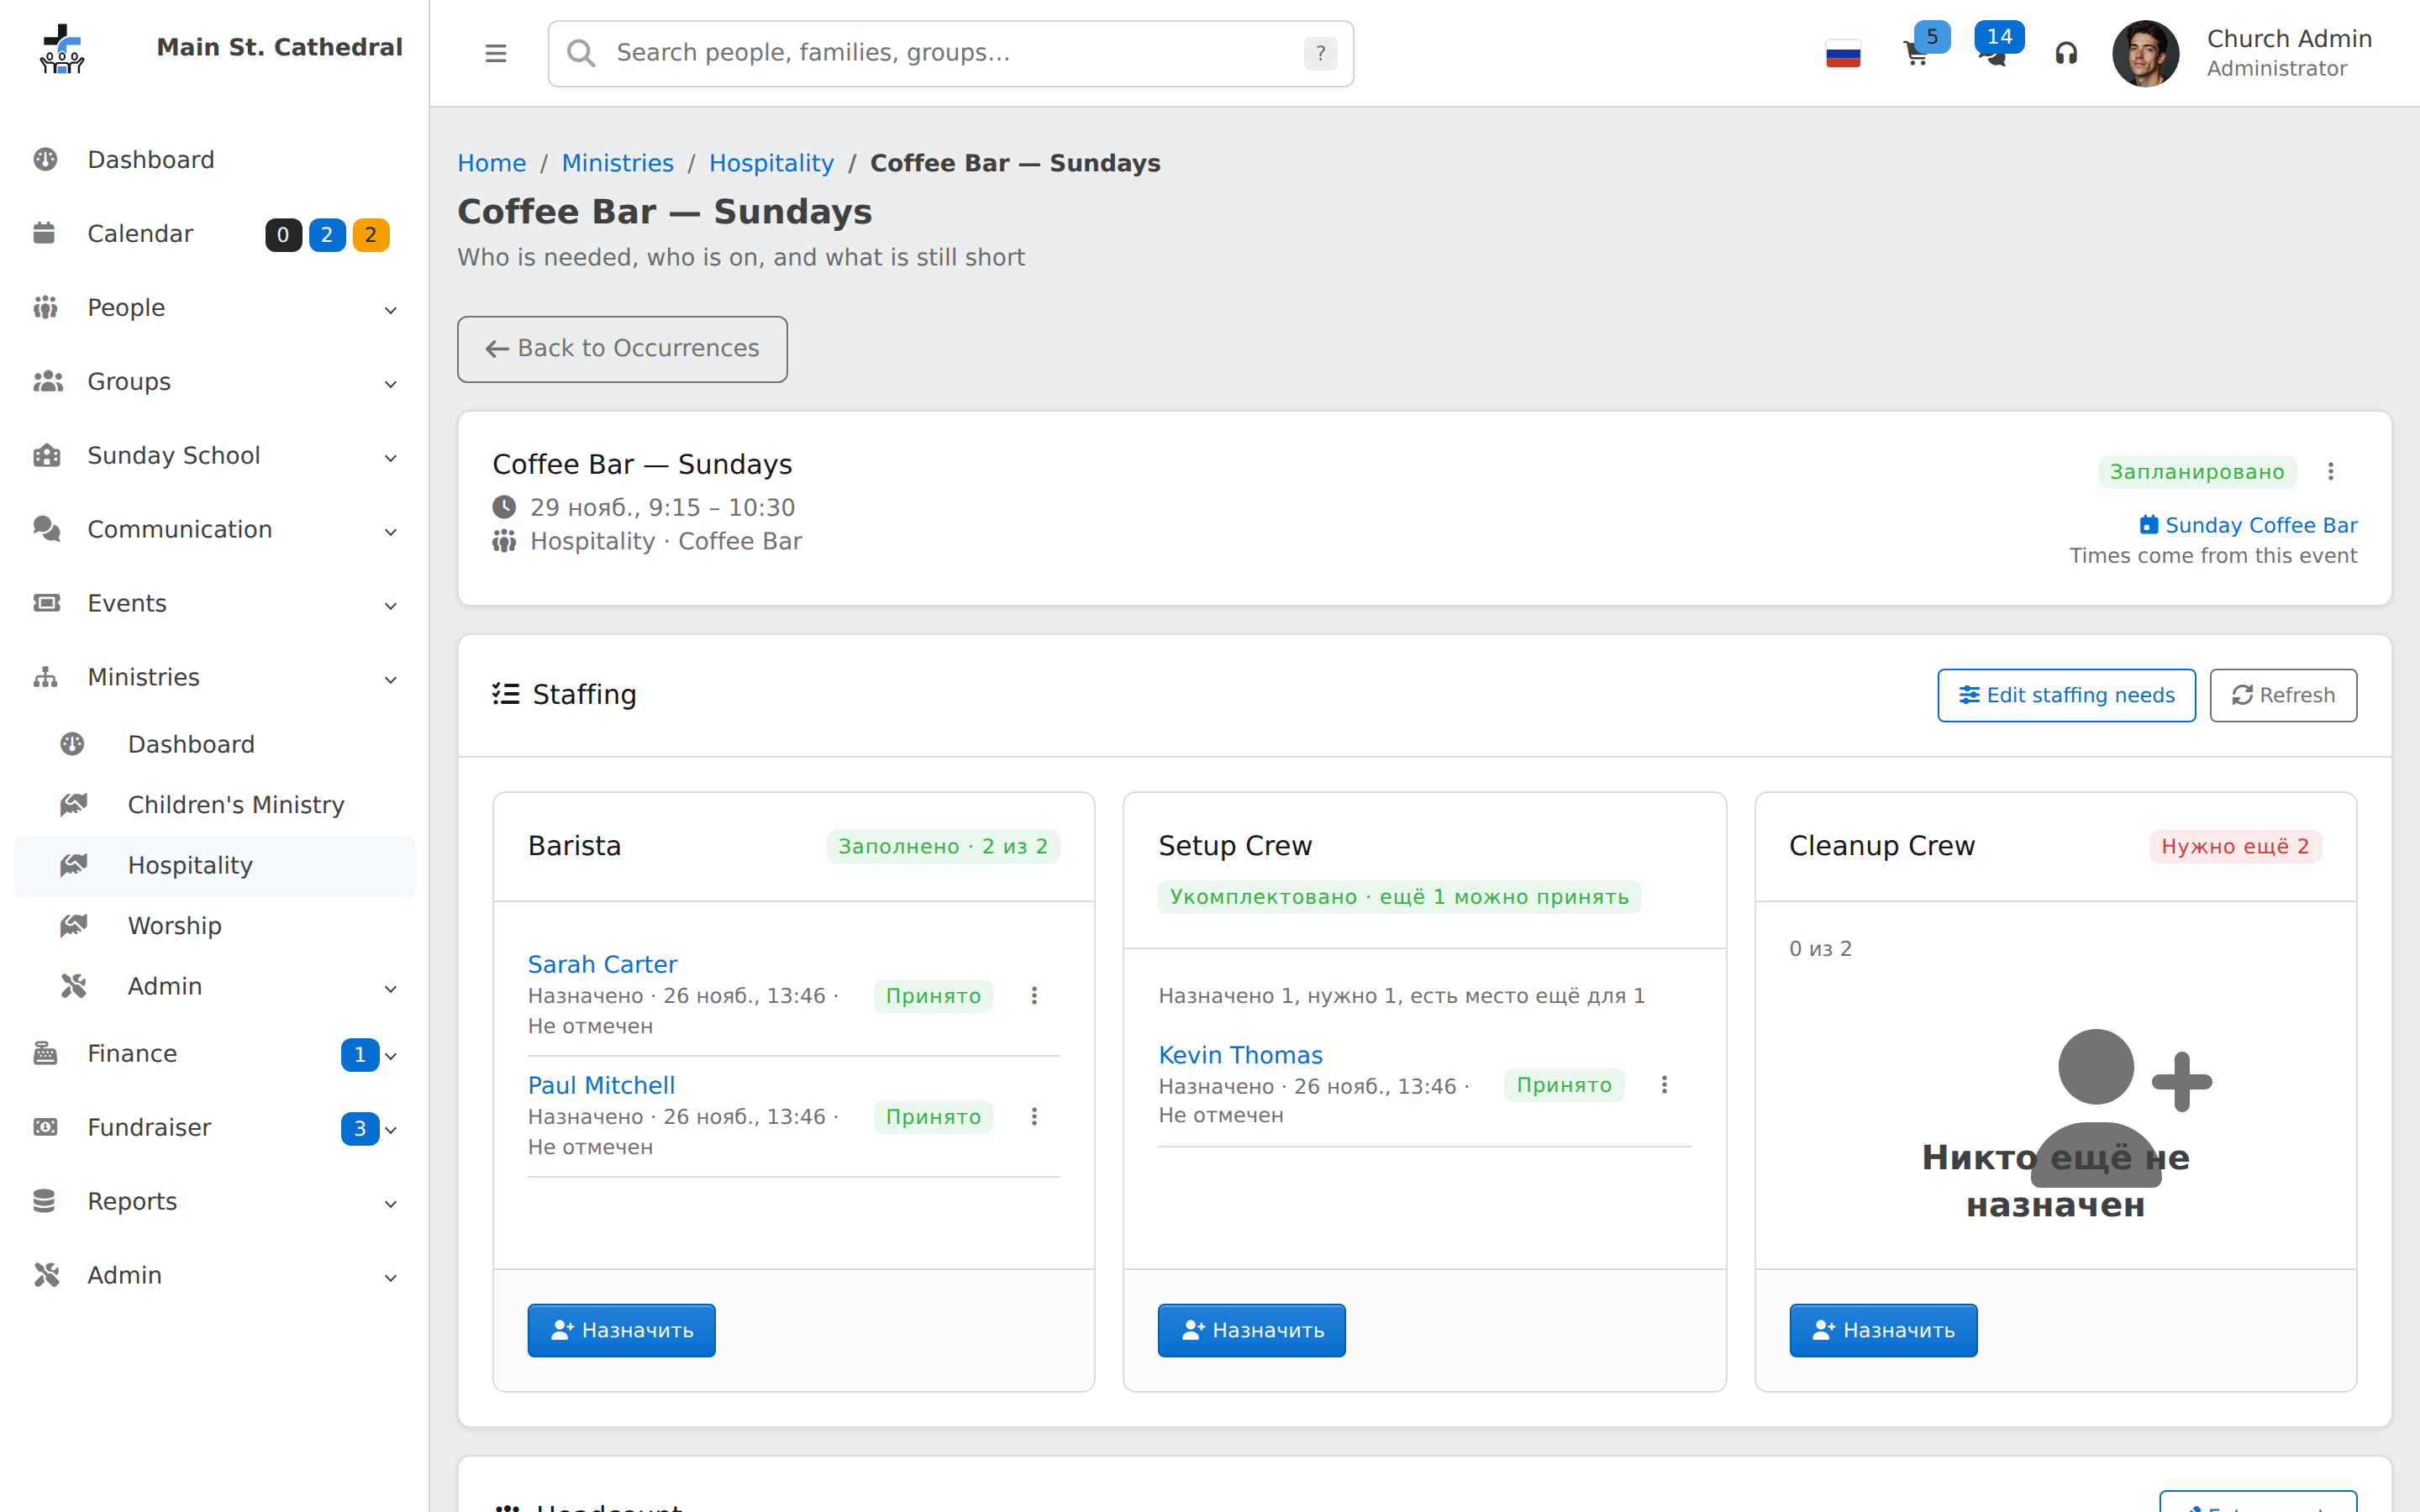 Main St. Cathedral
Search people, families, groups...
?
5
14
Church Admin
Administrator
Dashboard
Calendar 0 2 2
People
Groups
Sunday School
Communication
Events
Ministries
Dashboard
Children's Ministry
Hospitality
Worship
Admin
Finance 1
Fundraiser 3
Reports
Admin
Home / Ministries / Hospitality / Coffee Bar — Sundays
Coffee Bar — Sundays
Who is needed, who is on, and what is still short
Back to Occurrences
Coffee Bar — Sundays
29 нояб., 9:15 – 10:30
Hospitality · Coffee Bar
Запланировано
Sunday Coffee Bar
Times come from this event
Staffing
Edit staffing needs
Refresh
Barista
Заполнено · 2 из 2
Sarah Carter
Назначено · 26 нояб., 13:46 ·
Не отмечен
Принято
Paul Mitchell
Назначено · 26 нояб., 13:46 ·
Не отмечен
Принято
Назначить
Setup Crew
Укомплектовано · ещё 1 можно принять
Назначено 1, нужно 1, есть место ещё для 1
Kevin Thomas
Назначено · 26 нояб., 13:46 ·
Не отмечен
Принято
Назначить
Cleanup Crew
Нужно ещё 2
0 из 2
Никто ещё не
назначен
Назначить
Headcount